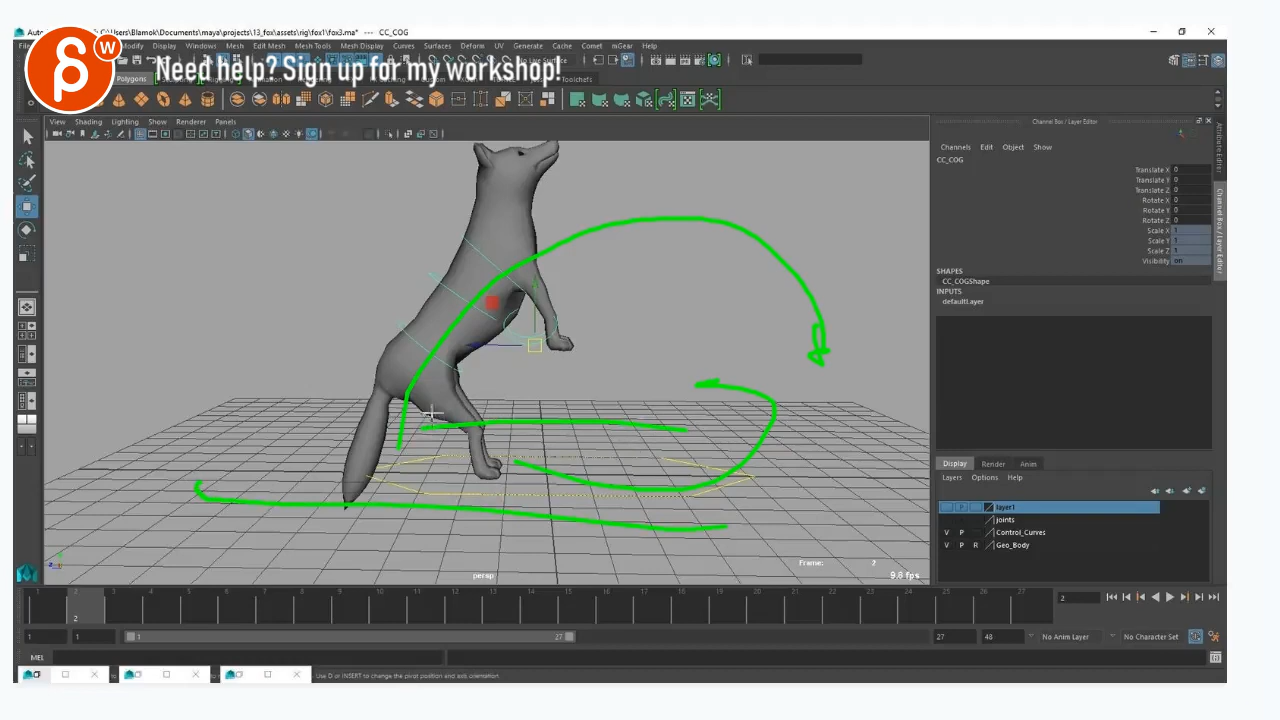 C:\Users\Blamok\Documents\maya\projects\13_fox\assets\rig\fox1\fox3.ma* --- CC_COG
W
Modify Display Windows Mesh Edit Mesh Mesh Tools Mesh Display Curves Surfaces Deform UV Generate Cache Comet mGear Help
Need help? Sign up for my workshop!
Polygons
View Shading Lighting Show Renderer Panels
Channel Box / Layer Editor
Channels Edit Object Show
CC_COG
Translate X 0
Translate Y 0
Translate Z 0
Rotate X 0
Rotate Y 0
Rotate Z 0
Scale X 1
Scale Y 1
Scale Z 1
Visibility on
SHAPES
CC_COGShape
INPUTS
defaultLayer
Attribute Editor
Channel Box / Layer Editor
Display Render Anim
Layers Options Help
layer1
joints
V P Control_Curves
V P R Geo_Body
Frame: 2
persp
9.8 fps
1 2 3 4 5 6 7 8 9 10 11 12 13 14 15 16 17 18 19 20 21 22 23 24 25 26 27
2
2
1 1 1 27 27 48 No Anim Layer No Character Set
MEL
Use D or INSERT to change the pivot position and axis orientation.